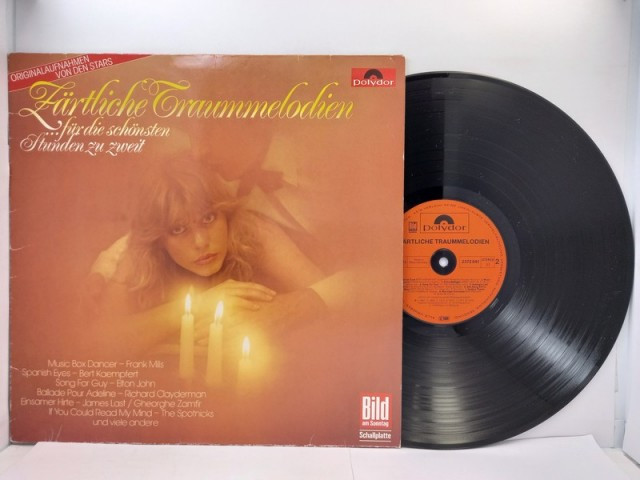 ORIGINALAUFNAHMEN
VON DEN STARS
Polydor
Zärtliche Traummelodien
...für die schönsten
Stunden zu zweit
Music Box Dancer – Frank Mills
Spanish Eyes – Bert Kaempfert
Song For Guy – Elton John
Ballade Pour Adeline – Richard Clayderman
Einsamer Hirte – James Last / Gheorghe Zamfir
If You Could Read My Mind – The Spotnicks
und viele andere
Bild
am Sonntag
Schallplatte
Polydor
ÄRTLICHE TRAUMMELODIEN
2